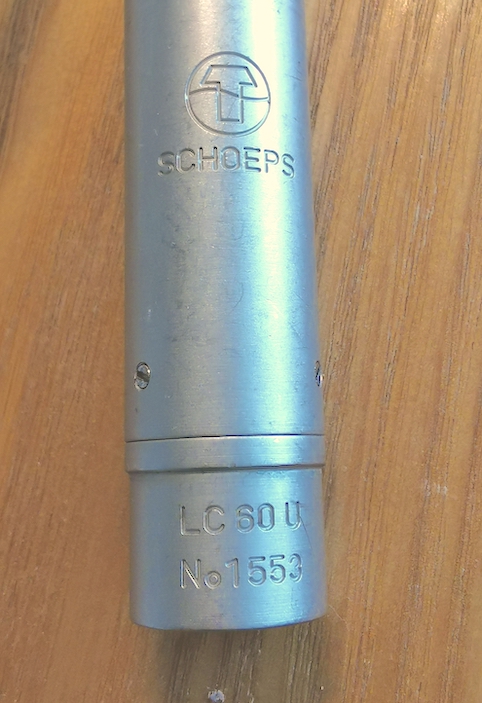 SCHOEPS
LC 60 U
No 1553